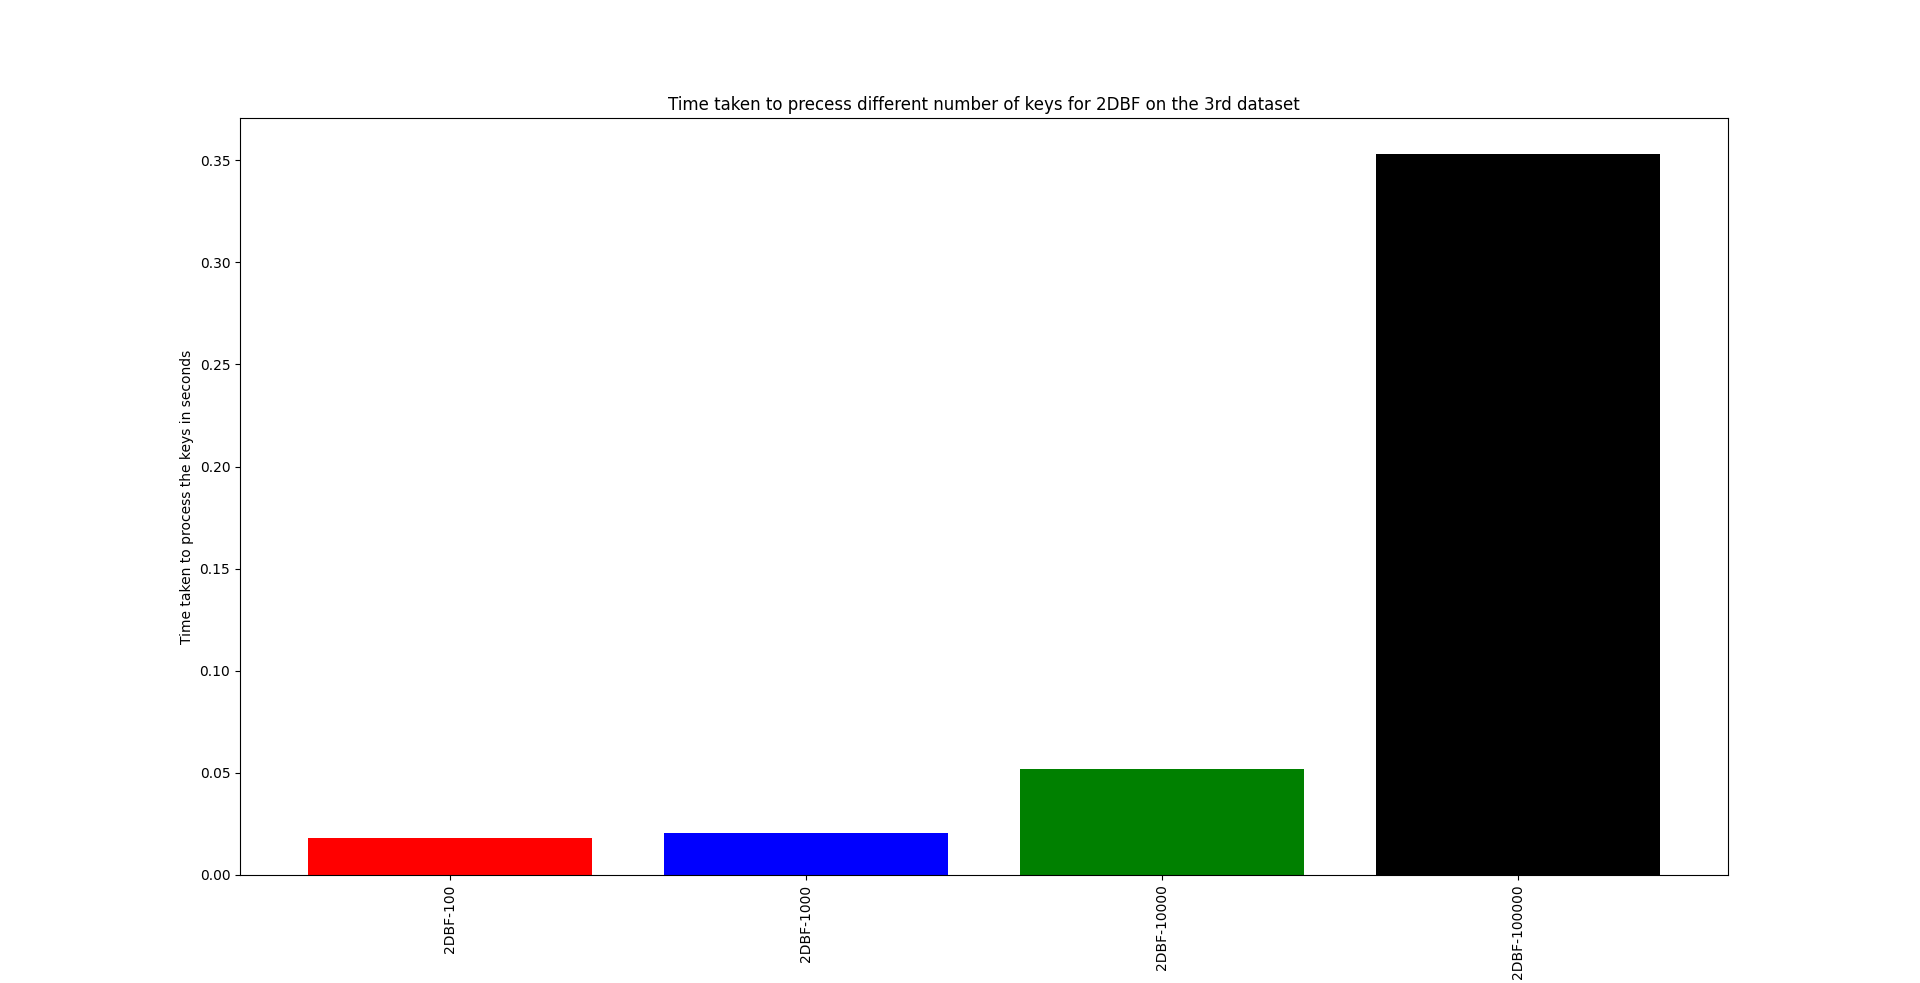 Time taken to precess different number of keys for 2DBF on the 3rd dataset
Time taken to process the keys in seconds
0.35
0.30
0.25
0.20
0.15
0.10
0.05
0.00
2DBF-100
2DBF-1000
2DBF-10000
2DBF-100000